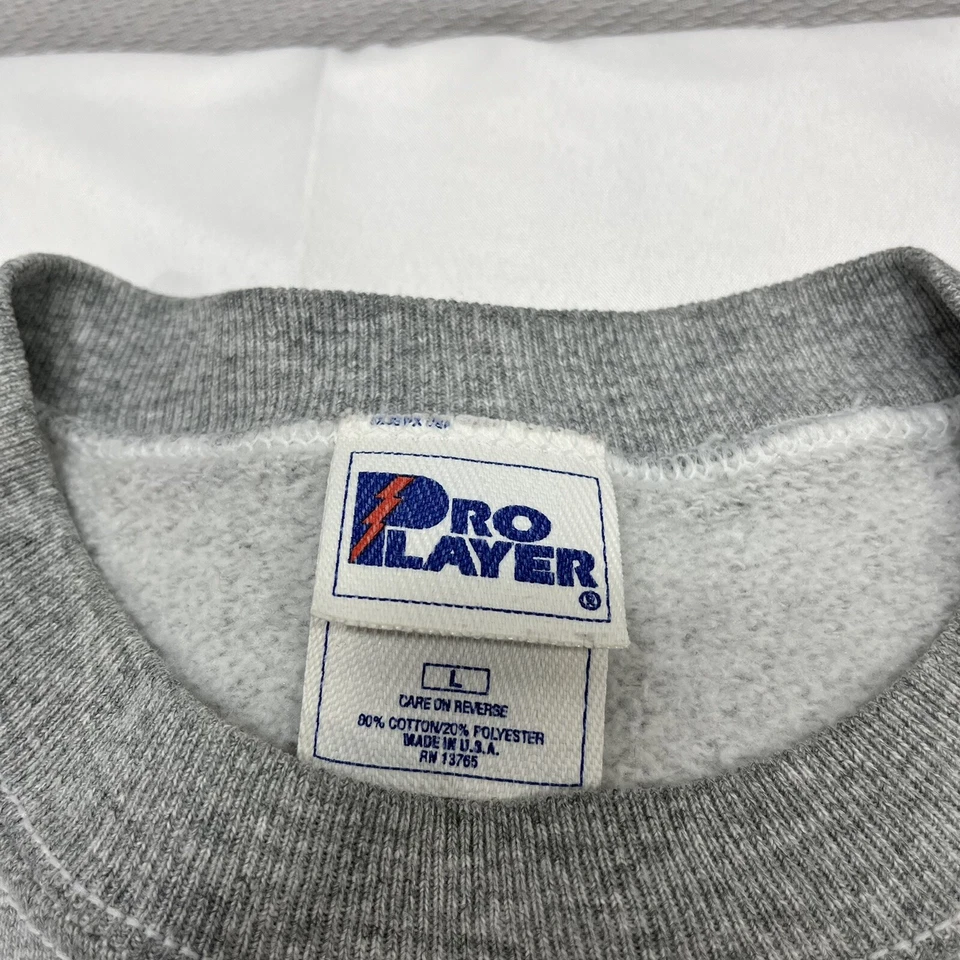 PRO
PLAYER
®
L
CARE ON REVERSE
80% COTTON/20% POLYESTER
MADE IN U.S.A.
RN 13765